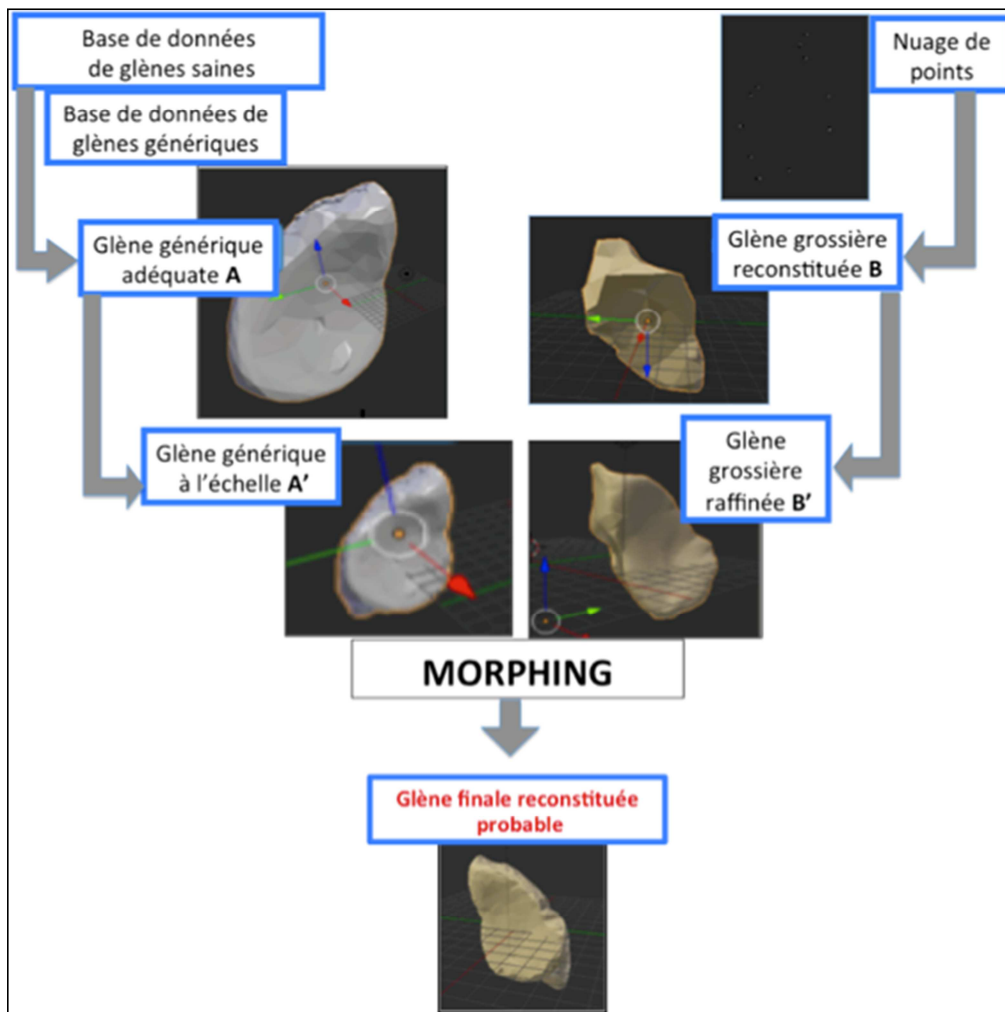 Base de données
de glènes saines
Base de données de
glènes génériques
Glène générique
adéquate A
Glène générique
à l'échelle A'
Nuage de
points
Glène grossière
reconstituée B
Glène
grossière
raffinée B'
MORPHING
Glène finale reconstituée
probable